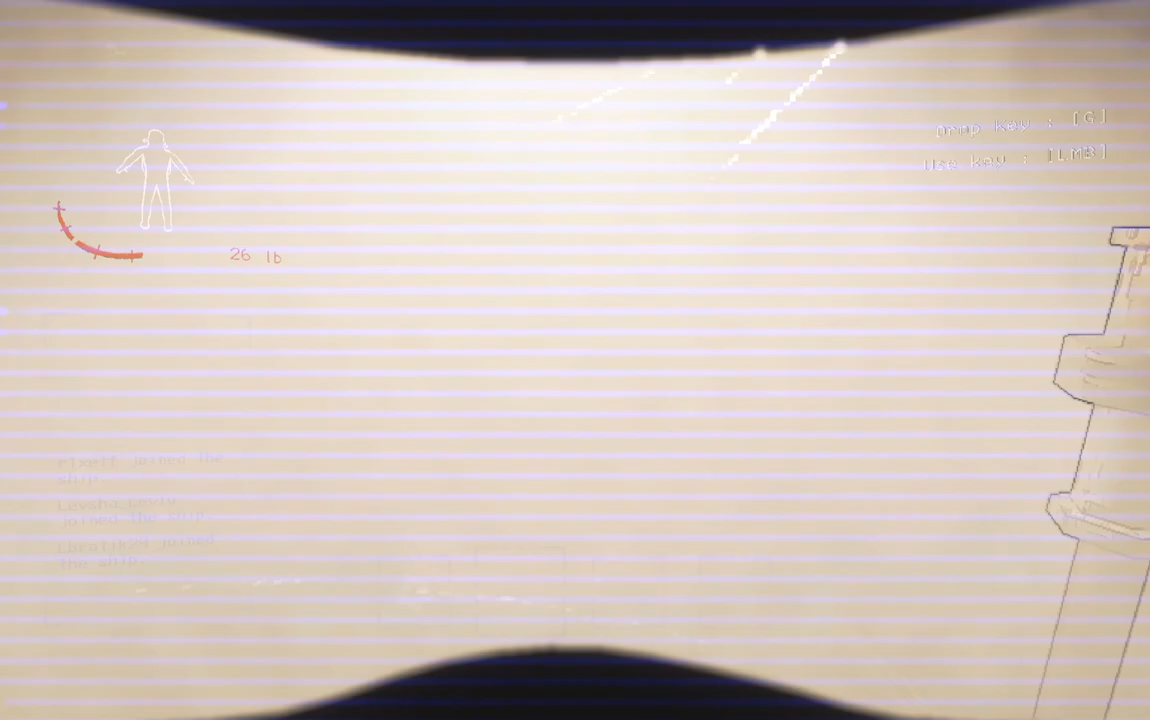 Drop key : [G]
Use key : [LMB]
26 lb
joined the
ship.
joined the ship.
joined
the ship.